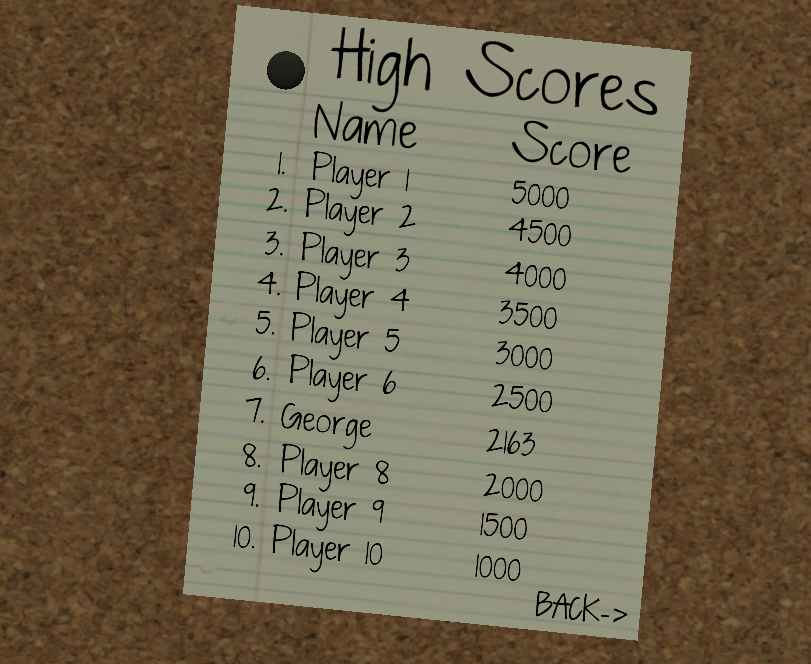 High Scores
Name Score
1. Player 1 5000
2. Player 2 4500
3. Player 3 4000
4. Player 4 3500
5. Player 5 3000
6. Player 6 2500
7. George 2163
8. Player 8 2000
9. Player 9 1500
10. Player 10 1000
BACK->